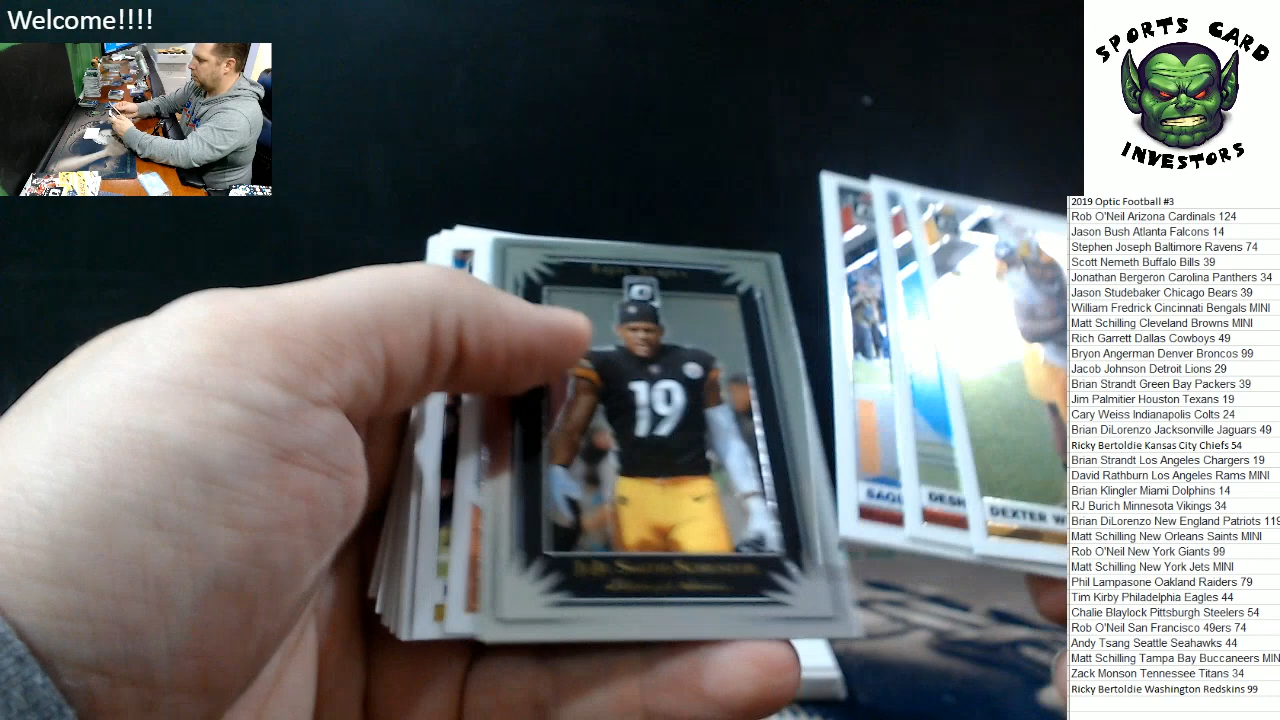 Welcome!!!!
SPORTS CARD
INVESTORS
2019 Optic Football #3
Rob O'Neil Arizona Cardinals 124
Jason Bush Atlanta Falcons 14
Stephen Joseph Baltimore Ravens 74
Scott Nemeth Buffalo Bills 39
Jonathan Bergeron Carolina Panthers 34
Jason Studebaker Chicago Bears 39
William Fredrick Cincinnati Bengals MINI
Matt Schilling Cleveland Browns MINI
Rich Garrett Dallas Cowboys 49
Bryon Angerman Denver Broncos 99
Jacob Johnson Detroit Lions 29
Brian Strandt Green Bay Packers 39
Jim Palmitier Houston Texans 19
Cary Weiss Indianapolis Colts 24
Brian DiLorenzo Jacksonville Jaguars 49
Ricky Bertoldie Kansas City Chiefs 54
Brian Strandt Los Angeles Chargers 19
David Rathburn Los Angeles Rams MINI
Brian Klingler Miami Dolphins 14
RJ Burich Minnesota Vikings 34
Brian DiLorenzo New England Patriots 119
Matt Schilling New Orleans Saints MINI
Rob O'Neil New York Giants 99
Matt Schilling New York Jets MINI
Phil Lampasone Oakland Raiders 79
Tim Kirby Philadelphia Eagles 44
Chalie Blaylock Pittsburgh Steelers 54
Rob O'Neil San Francisco 49ers 74
Andy Tsang Seattle Seahawks 44
Matt Schilling Tampa Bay Buccaneers MIN
Zack Monson Tennessee Titans 34
Ricky Bertoldie Washington Redskins 99
19
SAQU
DESH
DEXTER W